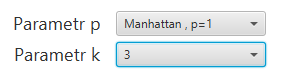 Parametr p Manhattan , p=1
Parametr k 3